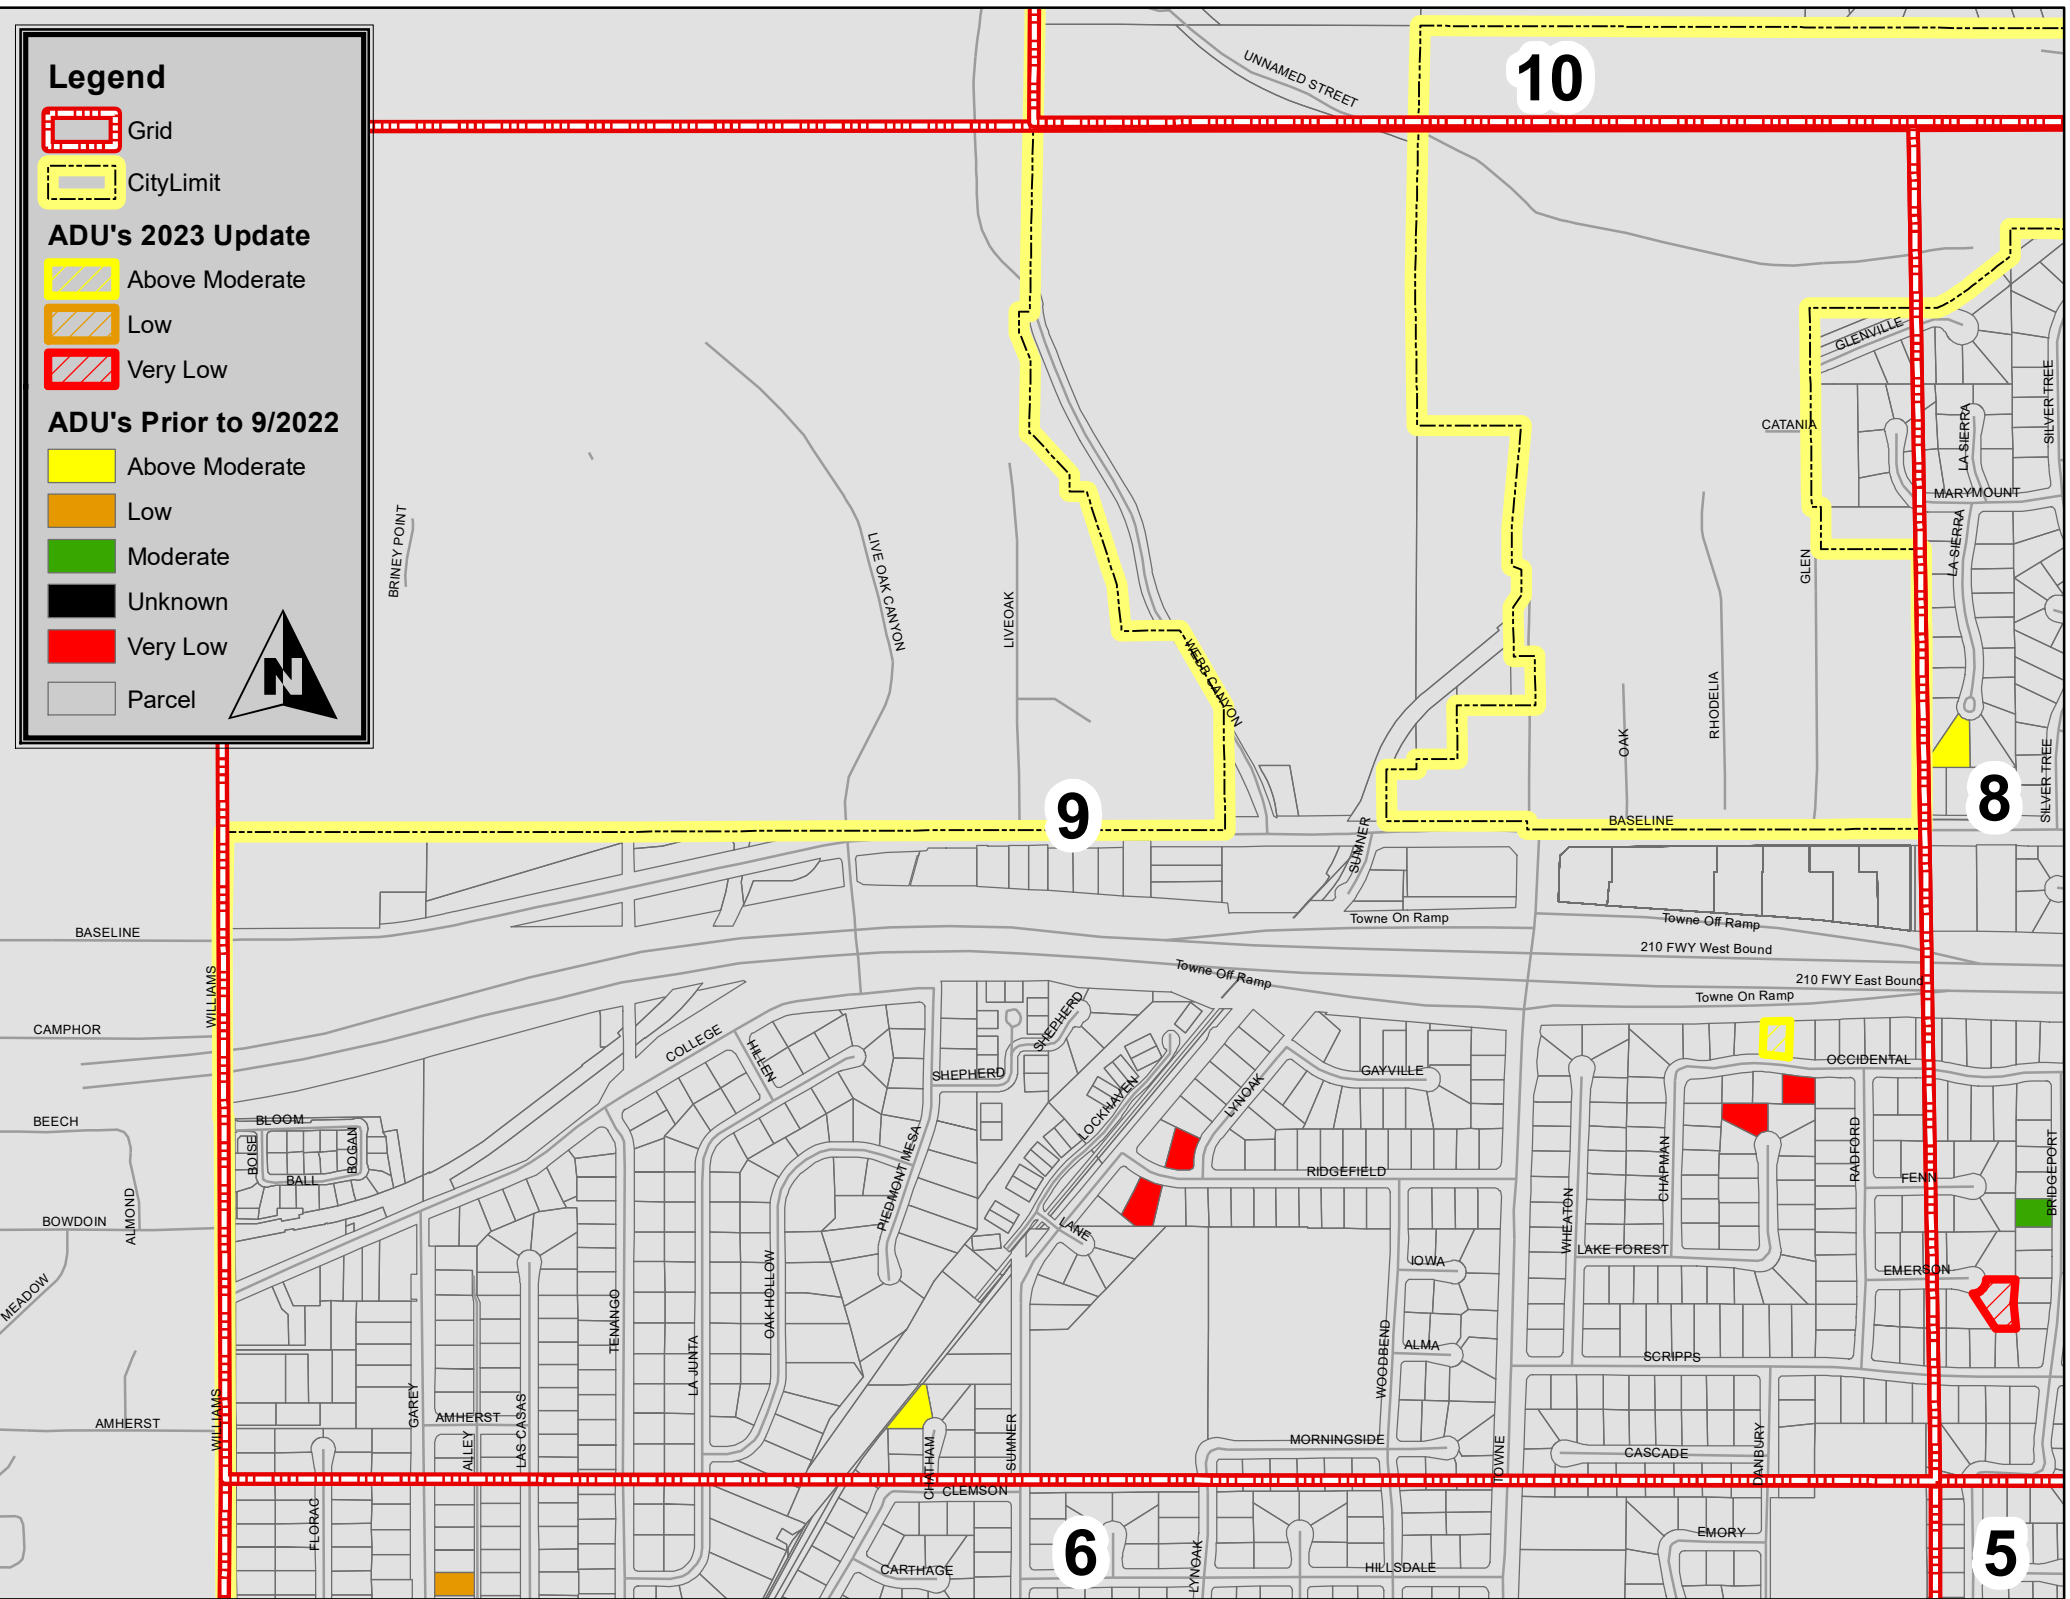 Legend
Grid
CityLimit
ADU's 2023 Update
Above Moderate
Low
Very Low
ADU's Prior to 9/2022
Above Moderate
Low
Moderate
Unknown
Very Low
Parcel
N
UNNAMED STREET
10
GLENVILLE
SILVER TREE
CATANIA
LA SIERRA
MARYMOUNT
BRINEY POINT
LIVE OAK CANYON
LIVEOAK
WEBB CANYON
GLEN
LA SIERRA
RHODELIA
OAK
SILVER TREE
8
9
BASELINE
SUMNER
BASELINE
Towne On Ramp
Towne Off Ramp
210 FWY West Bound
WILLIAMS
Towne Off Ramp
210 FWY East Bound
Towne On Ramp
CAMPHOR
COLLEGE
HILLEN
SHEPHERD
SHEPHERD
LOCKHAVEN
LYNOAK
GAYVILLE
OCCIDENTAL
BEECH
BLOOM
BOISE
BOGAN
BALL
PIEDMONT MESA
RIDGEFIELD
CHAPMAN
RADFORD
FENN
BRIDGEPORT
BOWDOIN
ALMOND
LANE
WHEATON
LAKE FOREST
IOWA
EMERSON
MEADOW
TENANGO
OAK HOLLOW
LA JUNTA
WOODBEND
ALMA
SCRIPPS
AMHERST
WILLIAMS
GAREY
AMHERST
ALLEY
LAS CASAS
CHATHAM
SUMNER
MORNINGSIDE
TOWNE
CASCADE
DANBURY
CLEMSON
FLORAC
6
LYNOAK
EMORY
5
CARTHAGE
HILLSDALE